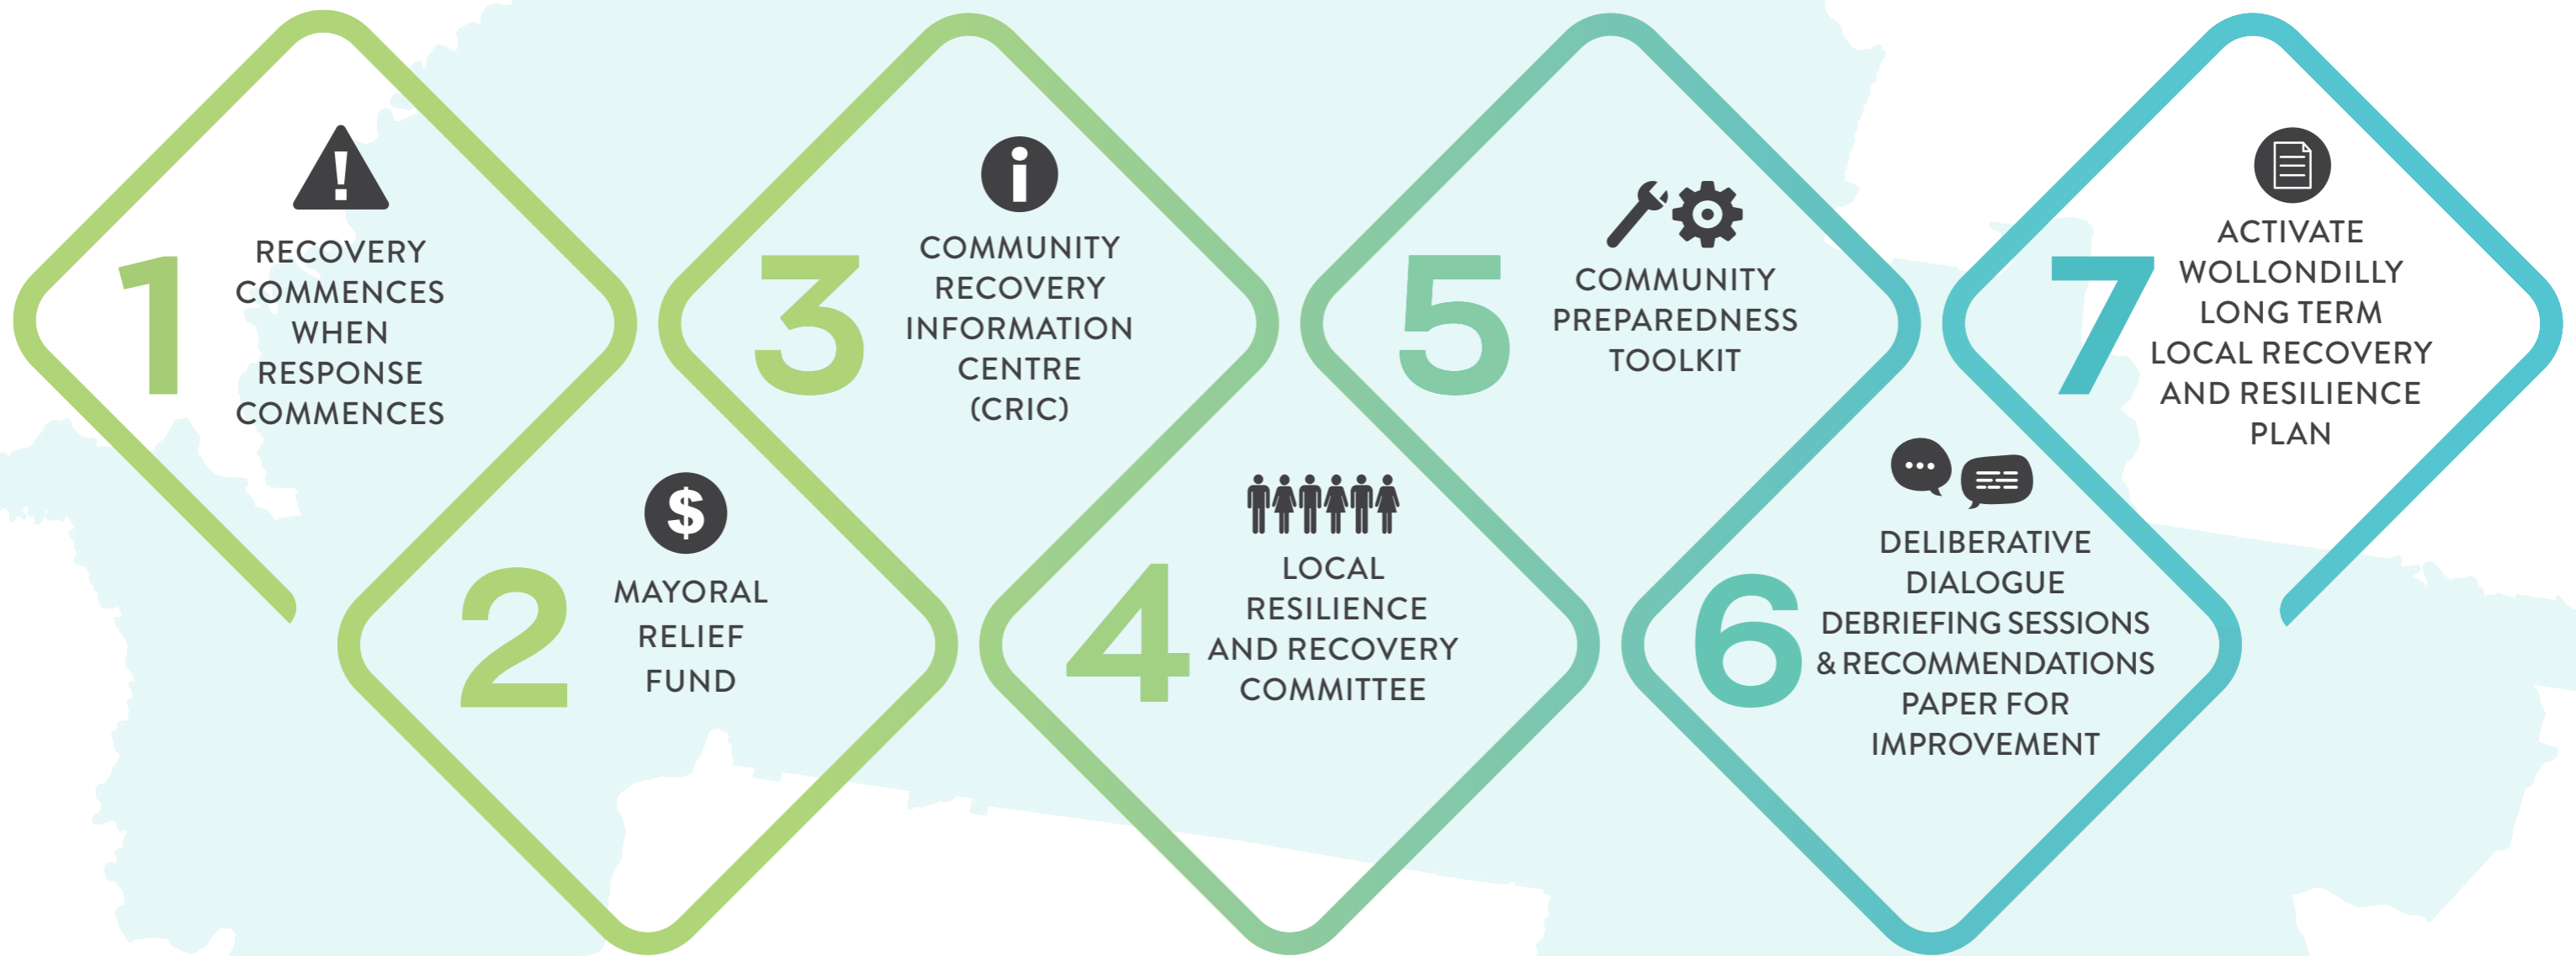 1
RECOVERY
COMMENCES
WHEN
RESPONSE
COMMENCES
2
$
MAYORAL
RELIEF
FUND
3
i
COMMUNITY
RECOVERY
INFORMATION
CENTRE
(CRIC)
4
LOCAL
RESILIENCE
AND RECOVERY
COMMITTEE
5
COMMUNITY
PREPAREDNESS
TOOLKIT
6
DELIBERATIVE
DIALOGUE
DEBRIEFING SESSIONS
& RECOMMENDATIONS
PAPER FOR
IMPROVEMENT
7
ACTIVATE
WOLLONDILLY
LONG TERM
LOCAL RECOVERY
AND RESILIENCE
PLAN